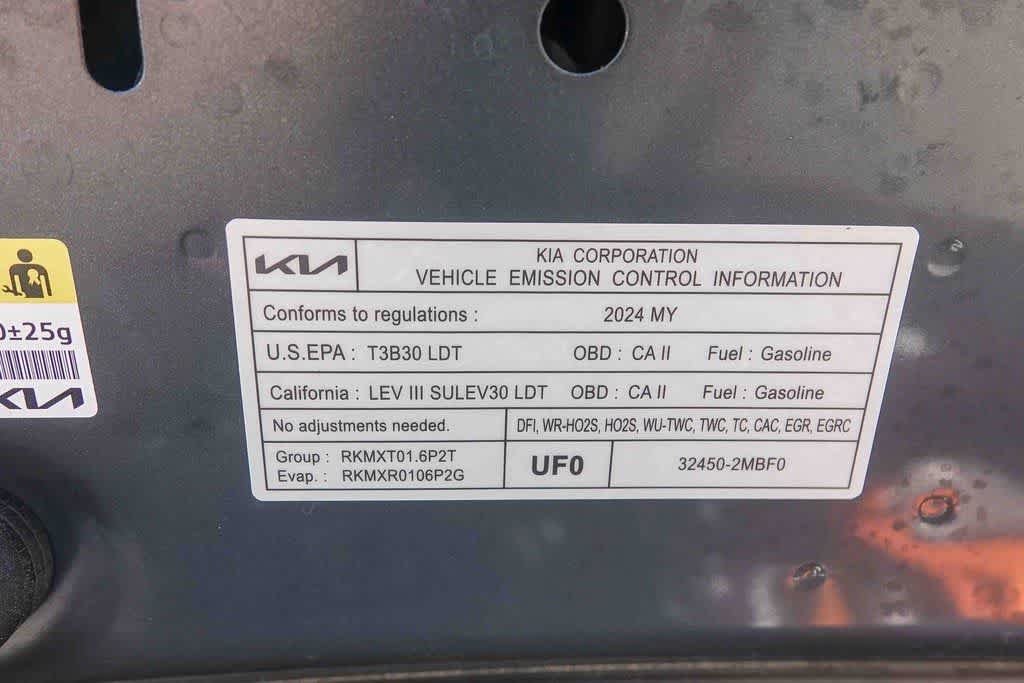 KIA CORPORATION
VEHICLE EMISSION CONTROL INFORMATION
Conforms to regulations : 2024 MY
U.S.EPA : T3B30 LDT OBD : CA II Fuel : Gasoline
California : LEV III SULEV30 LDT OBD : CA II Fuel : Gasoline
No adjustments needed. DFI, WR-HO2S, HO2S, WU-TWC, TWC, TC, CAC, EGR, EGRC
Group : RKMXT01.6P2T
Evap. : RKMXR0106P2G
UF0 32450-2MBF0
±25g
KIA
KIA